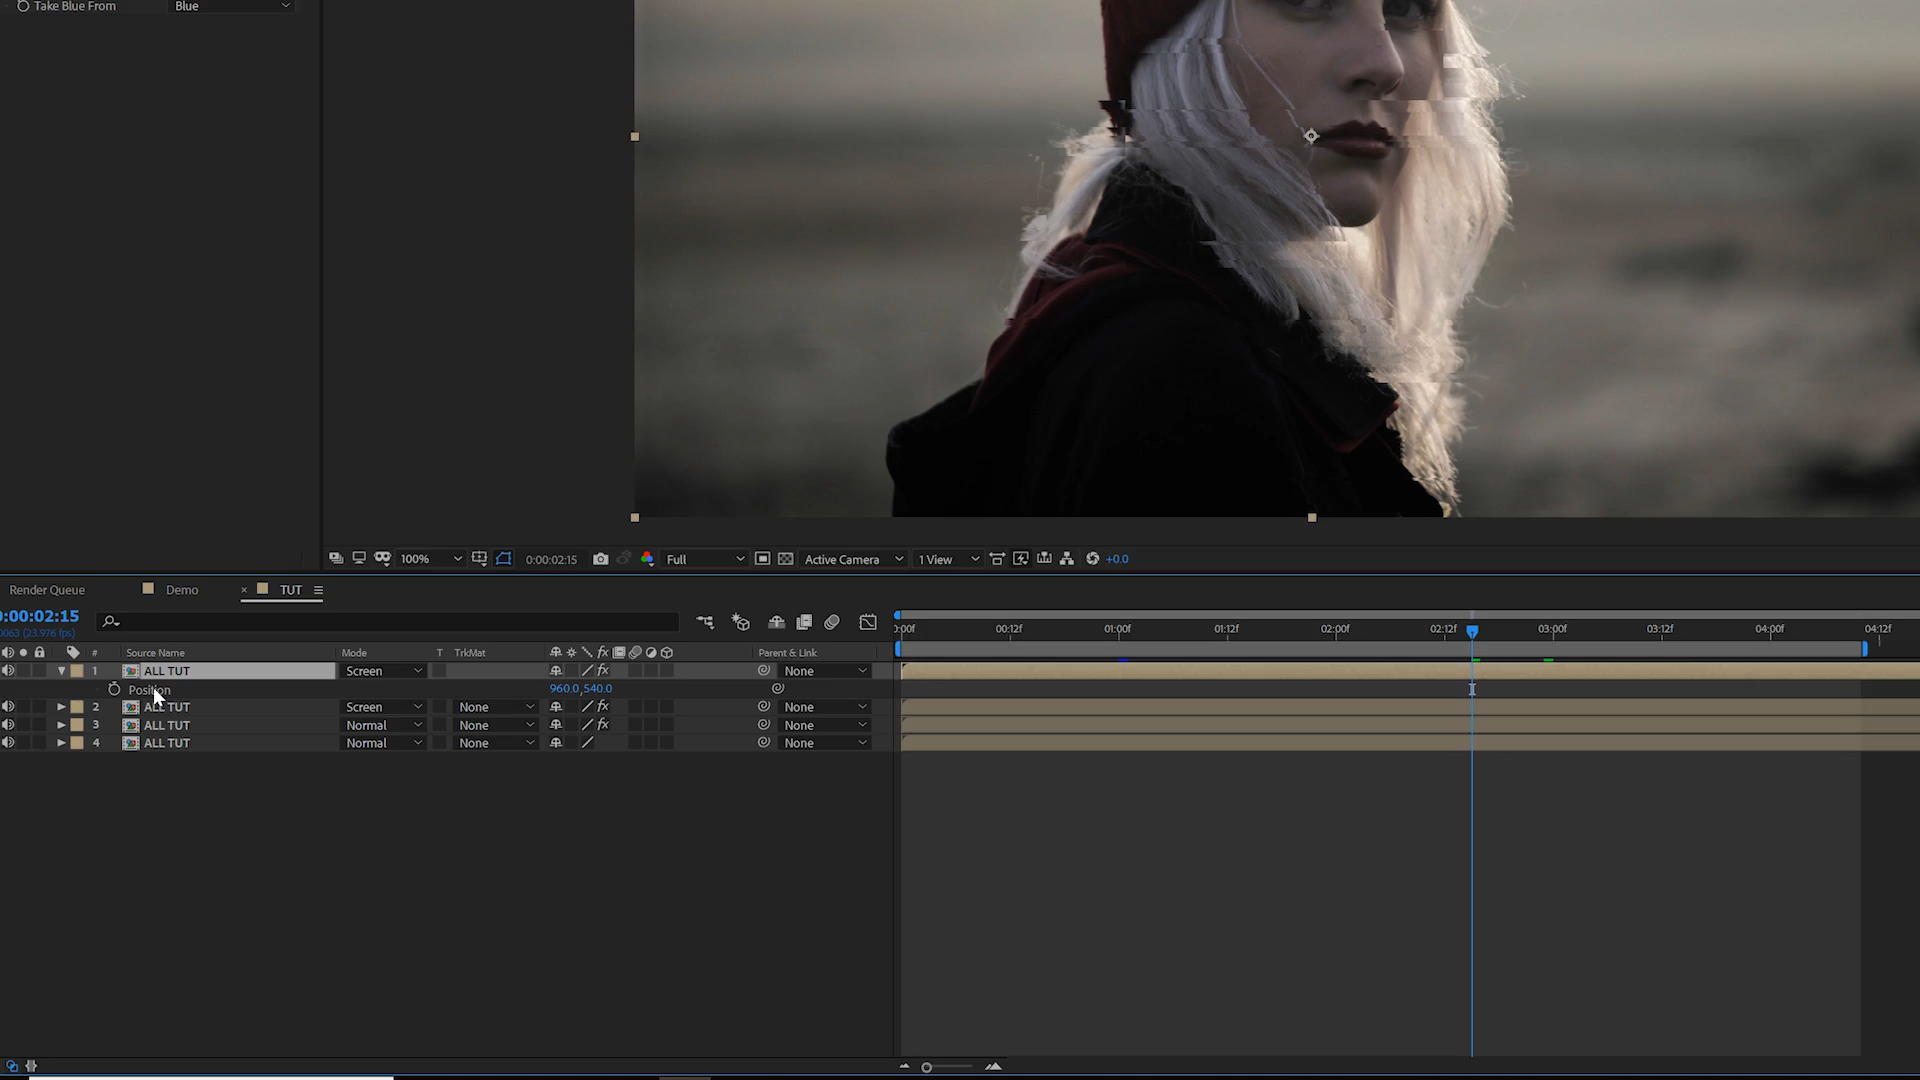 Take Blue From Blue
100% 0:00:02:15 Full Active Camera 1 View +0.0
Render Queue Demo × TUT
0:00:02:15
0063 (23.976 fps)
:00f 00:12f 01:00f 01:12f 02:00f 02:12f 03:00f 03:12f 04:00f 04:12f
# Source Name Mode T TrkMat fx Parent & Link
1 ALL TUT Screen fx None
Position 960.0,540.0
2 ALL TUT Screen None fx None
3 ALL TUT Normal None fx None
4 ALL TUT Normal None None